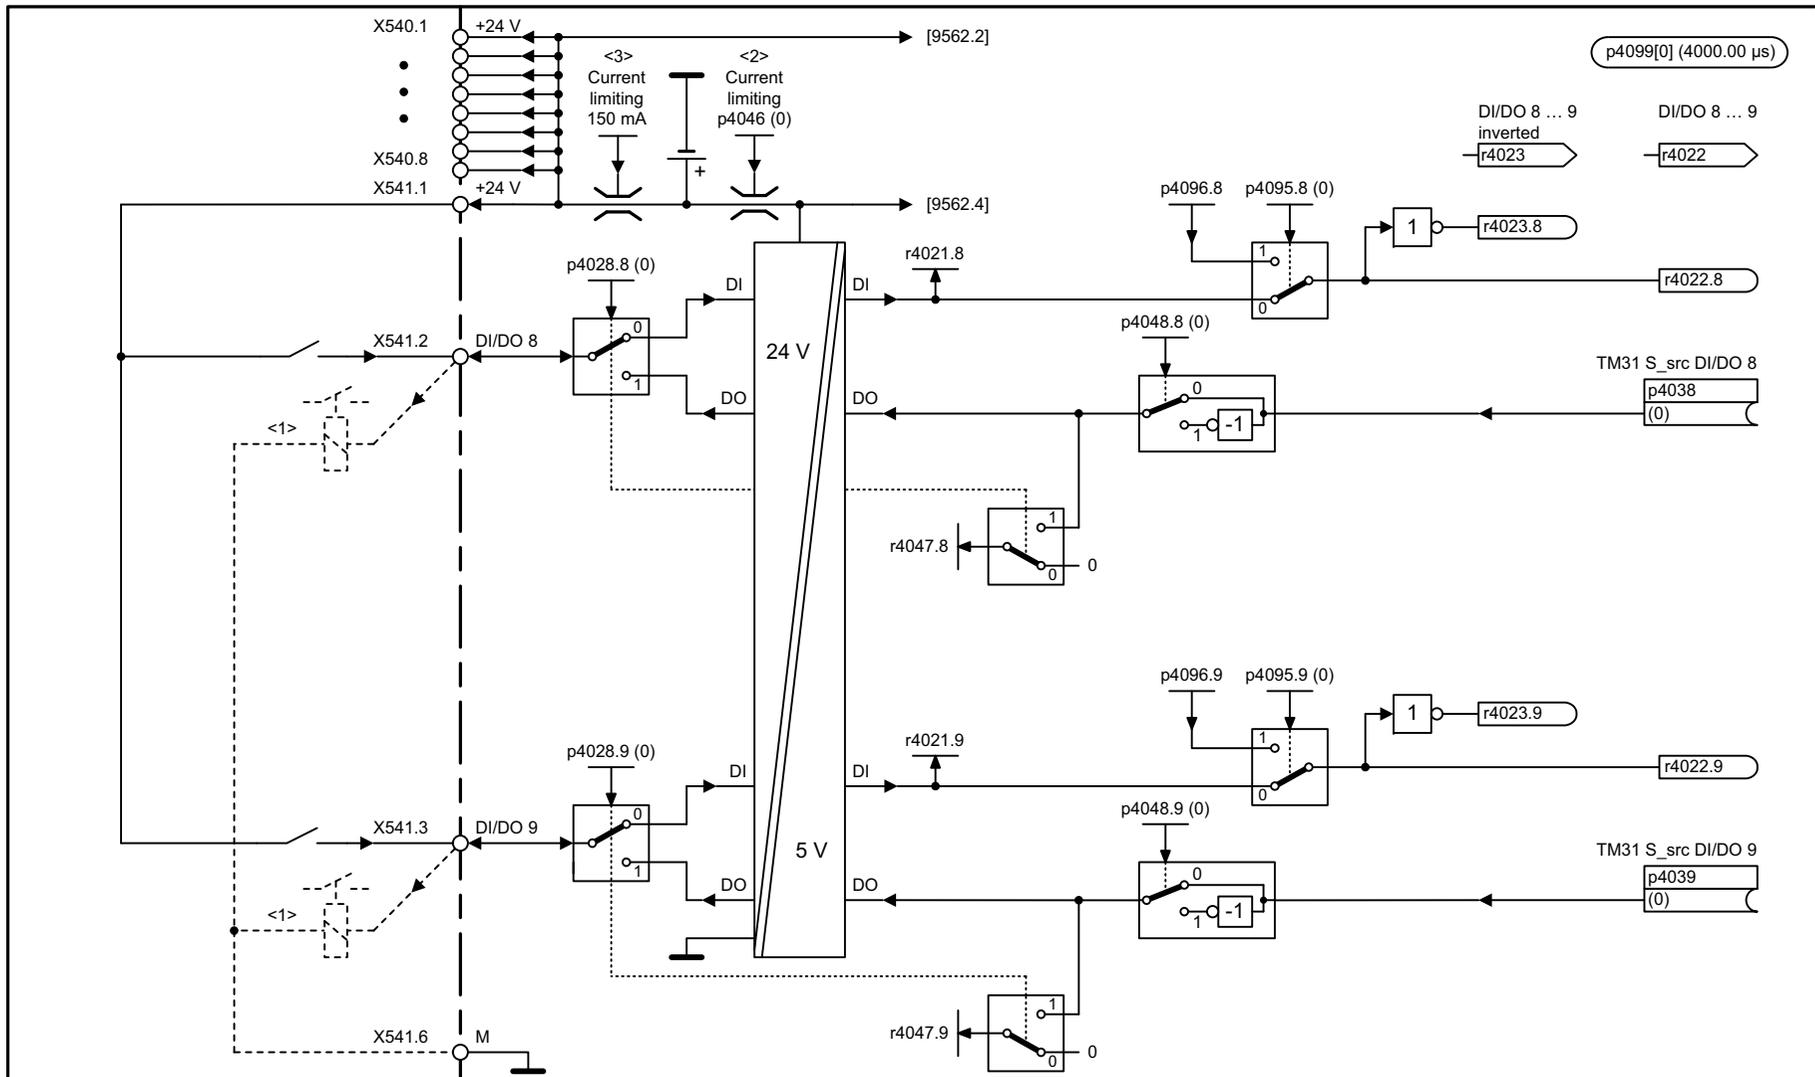 X540.1
+24 V
[9562.2]
p4099[0] (4000.00 µs)
<3>
Current
limiting
150 mA
<2>
Current
limiting
p4046 (0)
DI/DO 8 … 9
inverted
r4023
DI/DO 8 … 9
r4022
X540.8
+
X541.1
+24 V
[9562.4]
p4096.8
p4095.8 (0)
1
0
1
r4023.8
r4022.8
p4028.8 (0)
0
1
DI
DI
r4021.8
X541.2
DI/DO 8
24 V
DO
DO
p4048.8 (0)
0
1
-1
TM31 S_src DI/DO 8
p4038
(0)
<1>
r4047.8
1
0
0
p4096.9
p4095.9 (0)
1
0
1
r4023.9
r4022.9
p4028.9 (0)
0
1
DI
DI
r4021.9
X541.3
DI/DO 9
5 V
DO
DO
p4048.9 (0)
0
1
-1
TM31 S_src DI/DO 9
p4039
(0)
<1>
r4047.9
1
0
0
X541.6
M